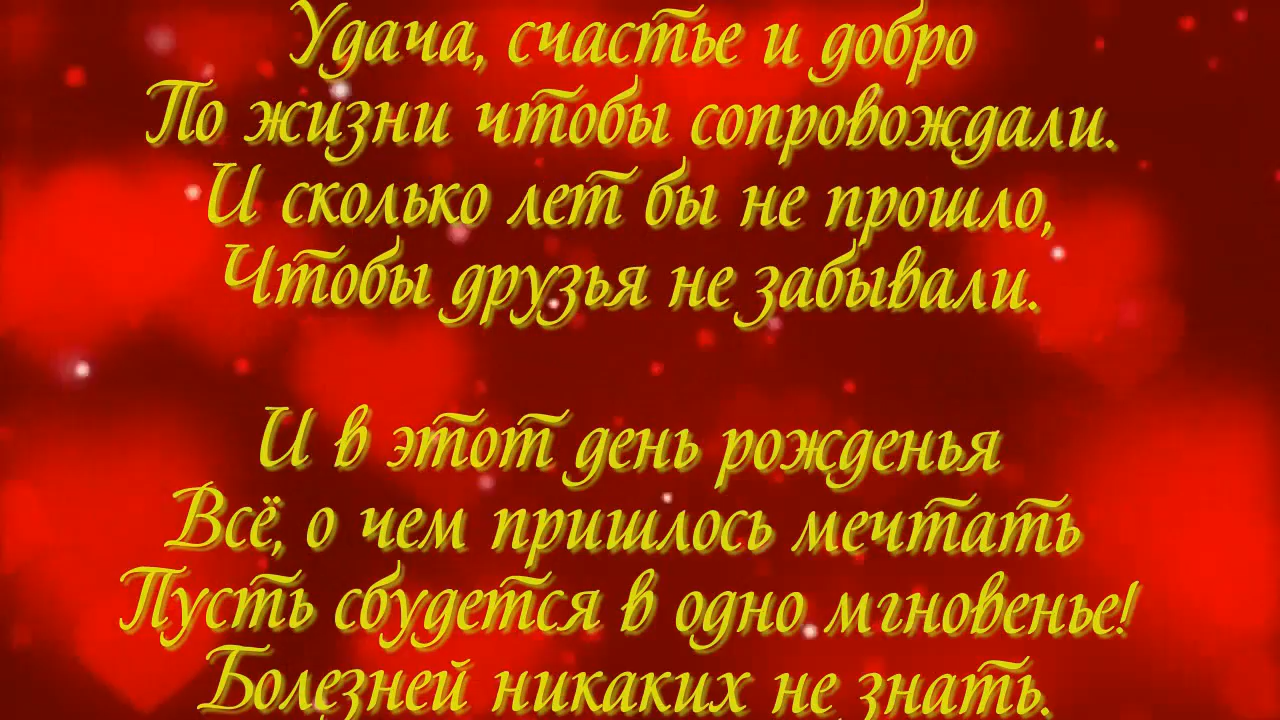 Удача, счастье и добро
По жизни чтобы сопровождали.
И сколько лет бы не прошло,
Чтобы друзья не забывали.
И в этот день рожденья
Всё, о чем пришлось мечтать
Пусть сбудется в одно мгновенье!
Болезней никаких не знать.